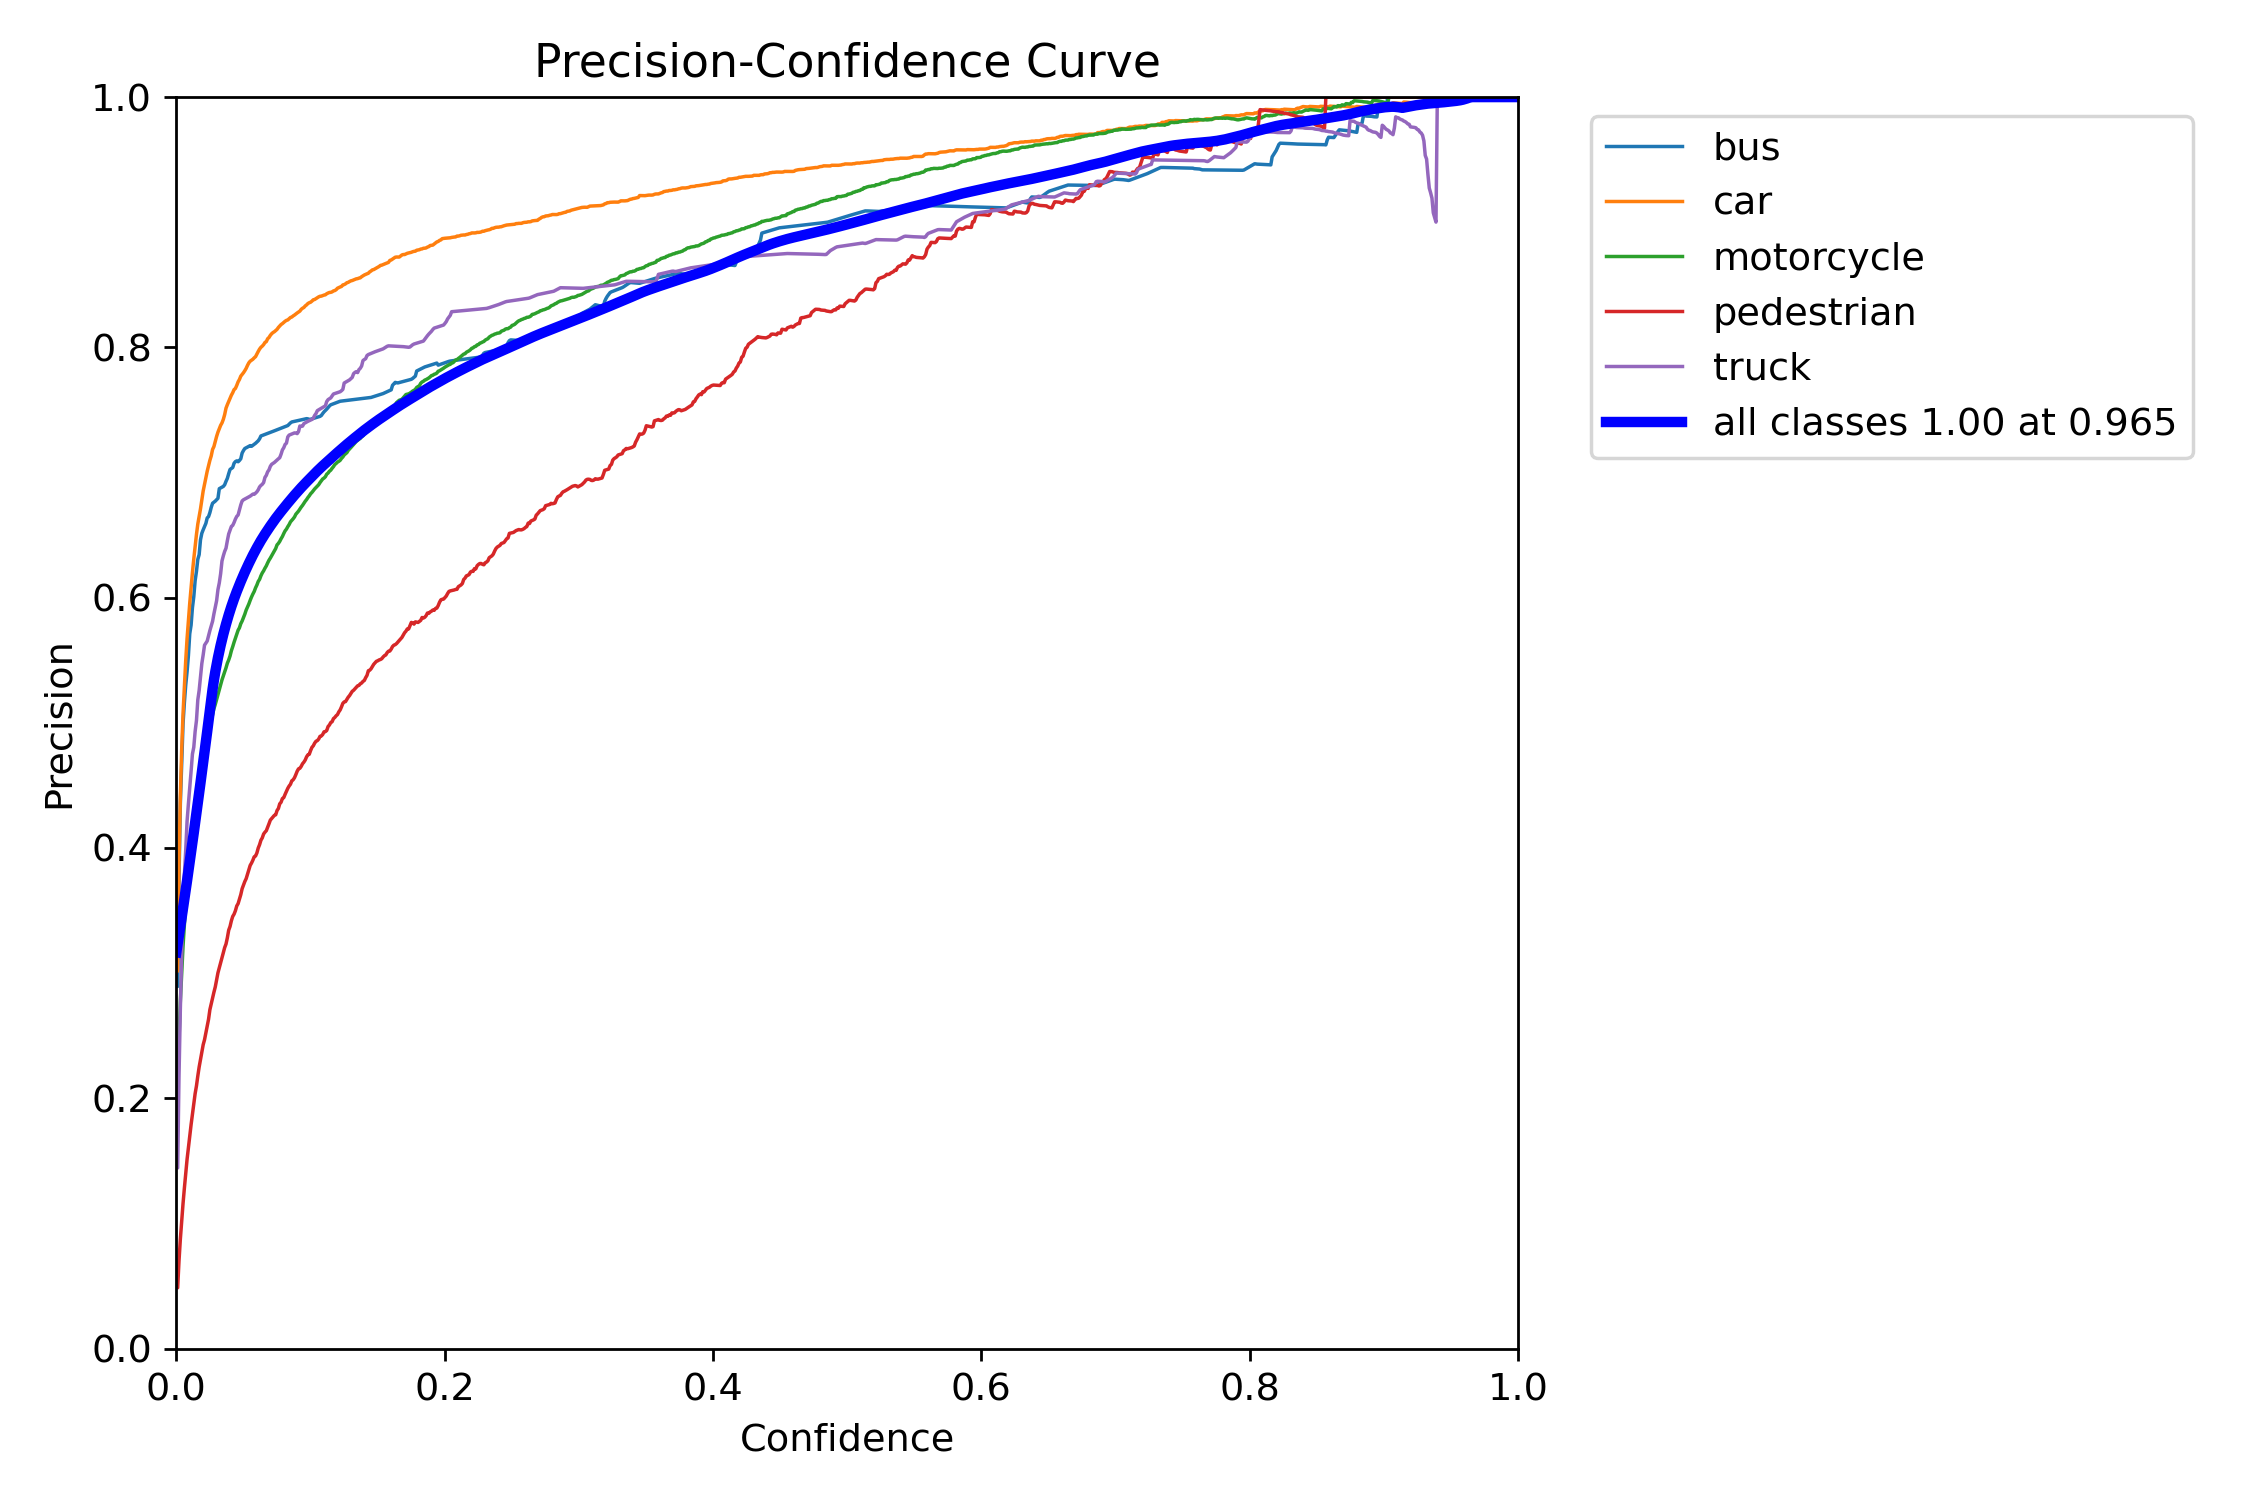 Precision-Confidence Curve
1.0
0.8
0.6
0.4
0.2
0.0
Precision
0.0 0.2 0.4 0.6 0.8 1.0
Confidence
bus
car
motorcycle
pedestrian
truck
all classes 1.00 at 0.965